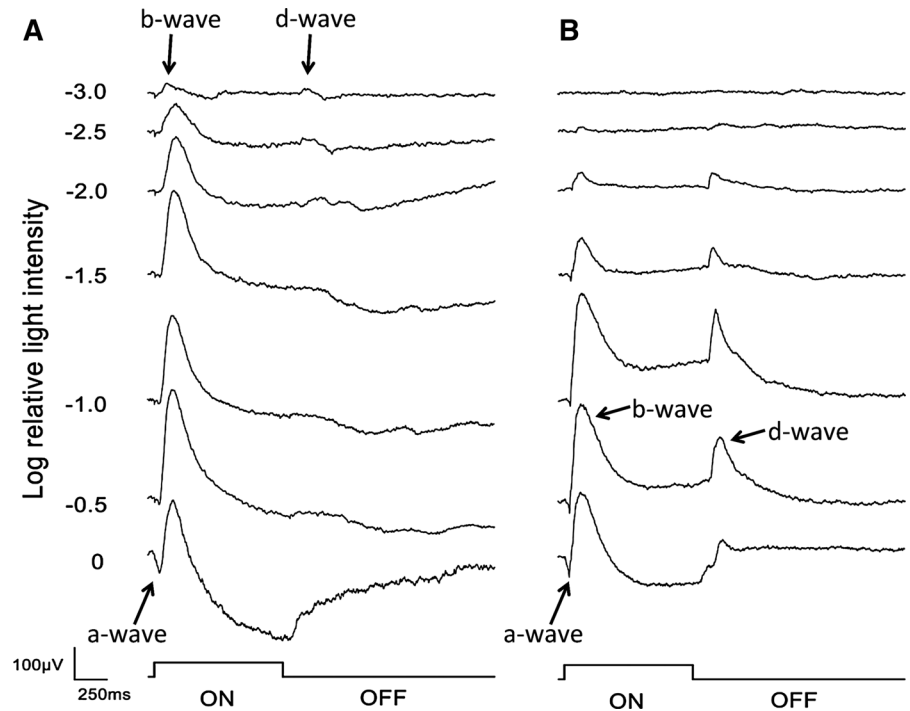 A
B
b-wave
d-wave
-3.0
-2.5
-2.0
-1.5
-1.0
-0.5
0
Log relative light intensity
b-wave
d-wave
a-wave
a-wave
100μV
250ms
ON
OFF
ON
OFF